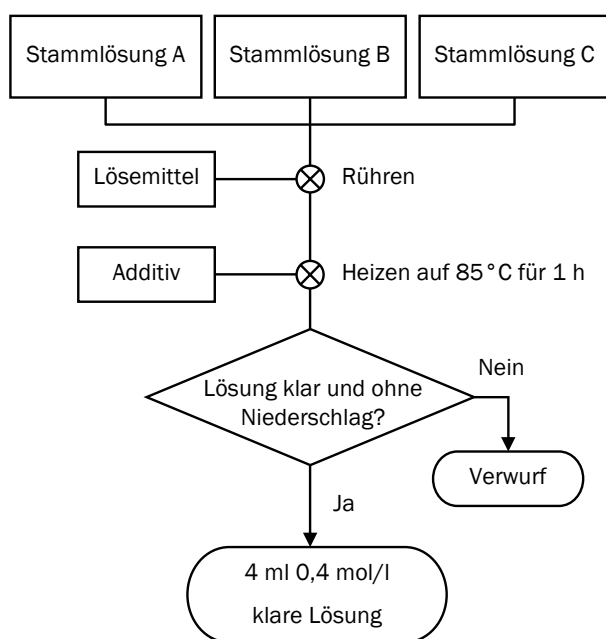 Stammlösung A
Stammlösung B
Stammlösung C
Lösemittel
Rühren
Additiv
Heizen auf 85°C für 1 h
Lösung klar und ohne
Niederschlag?
Nein
Verwurf
Ja
4 ml 0,4 mol/l
klare Lösung